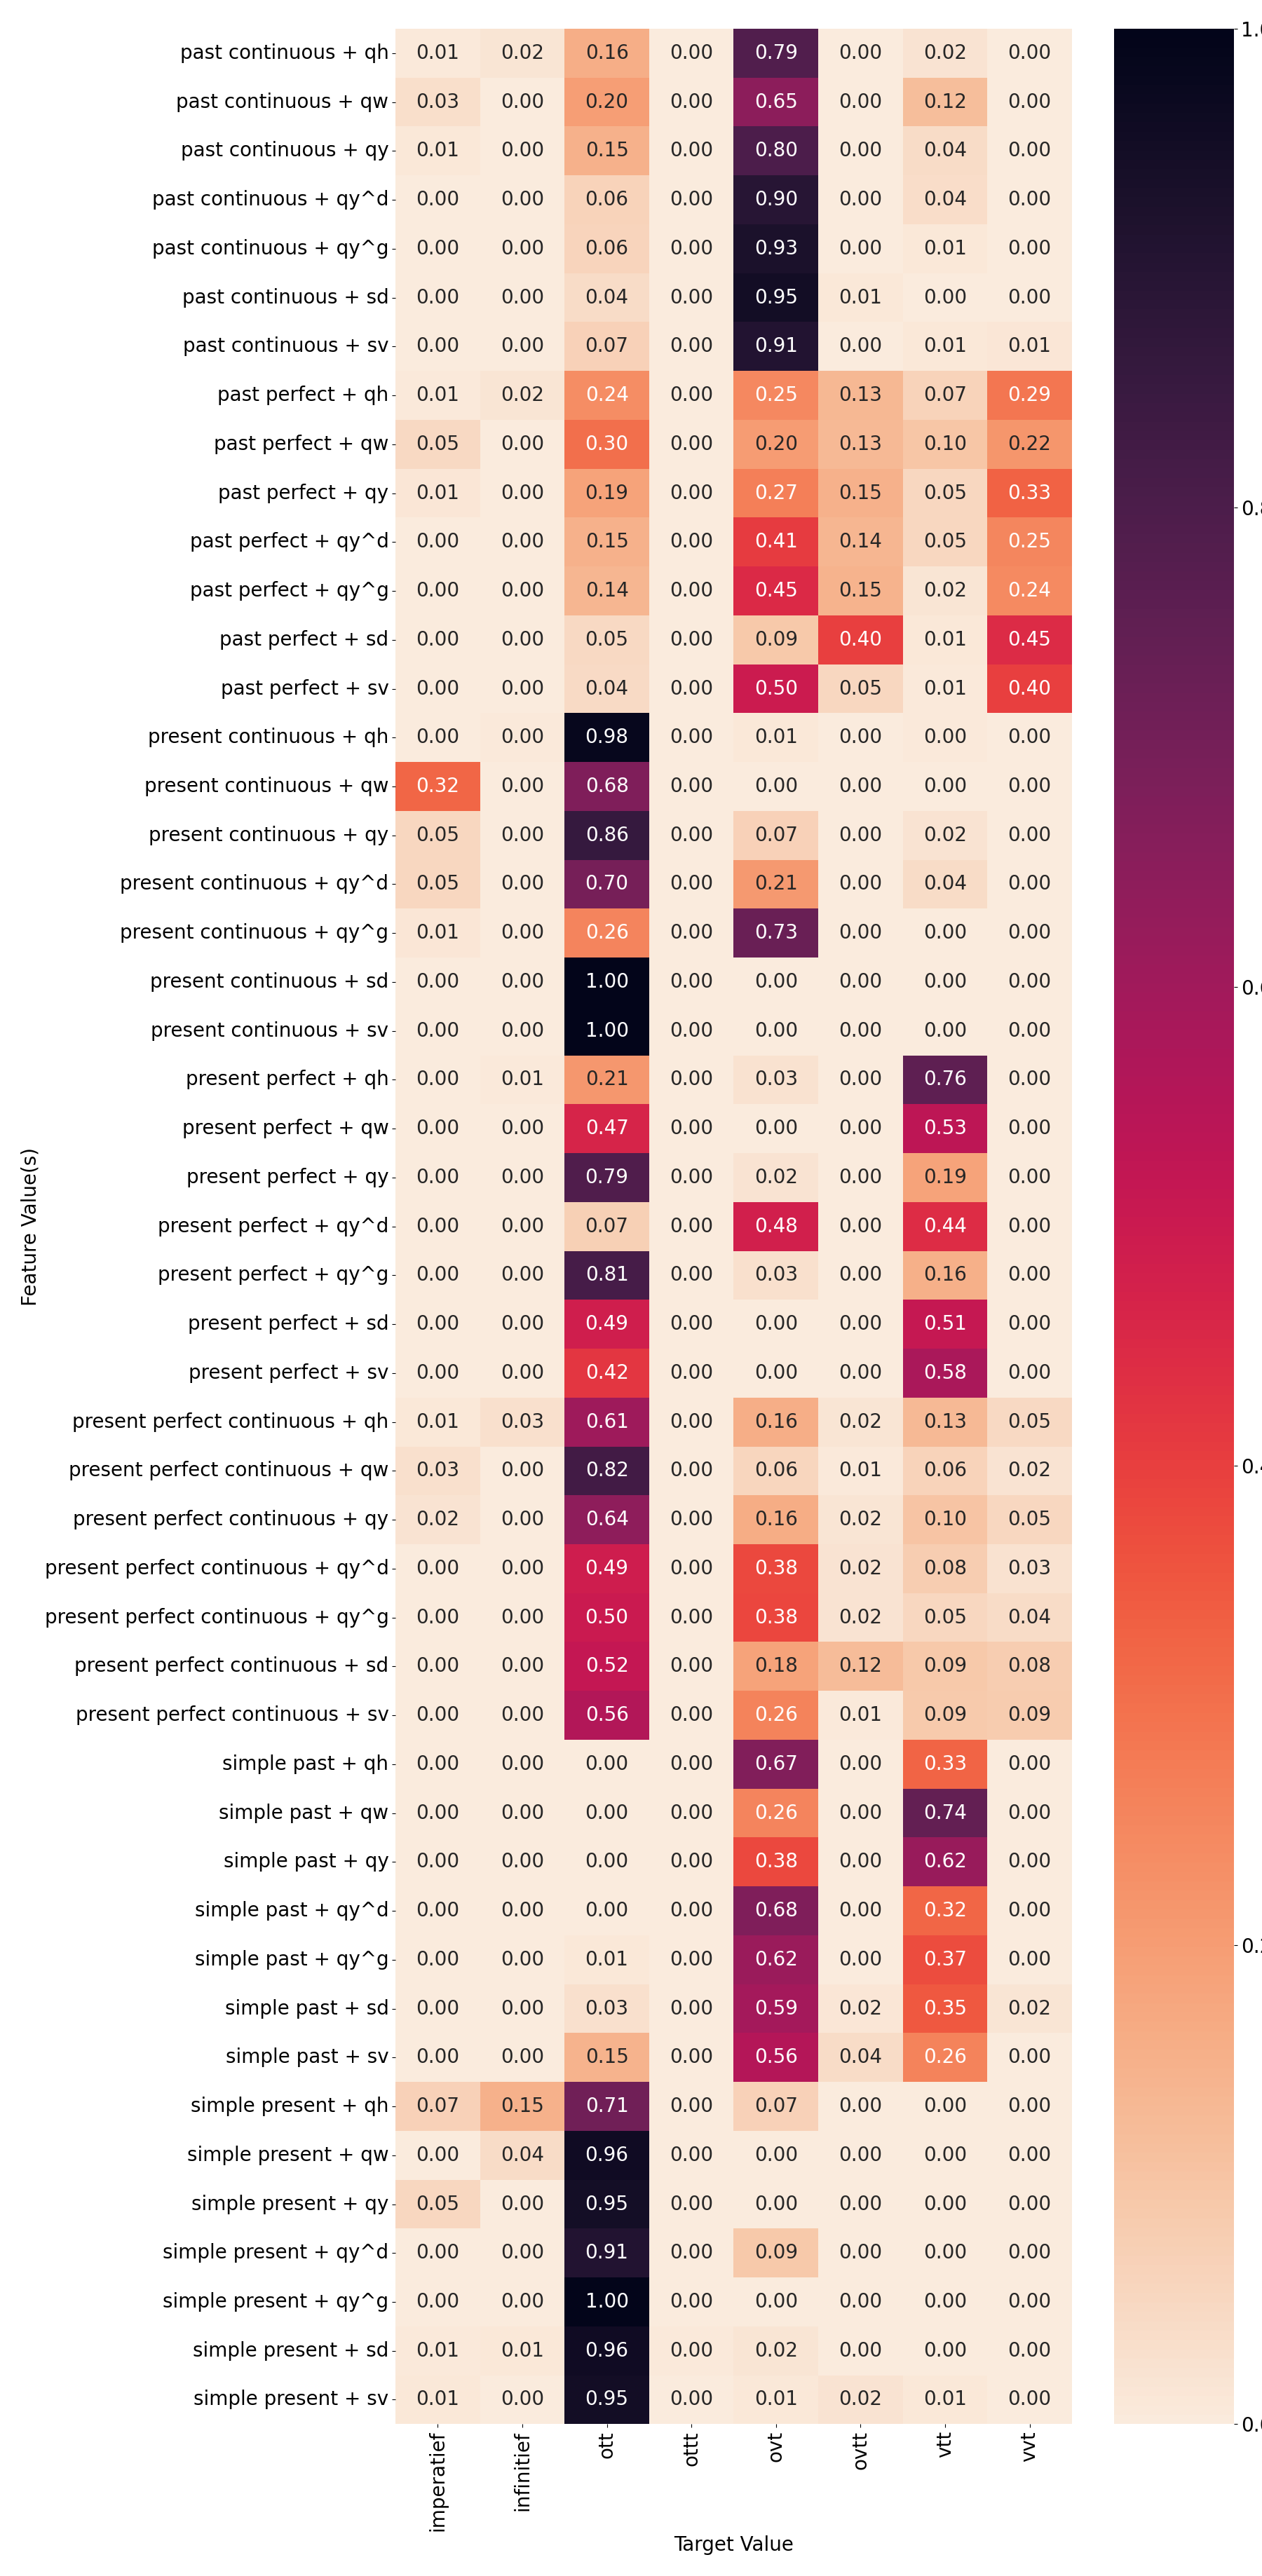 past continuous + qh 0.01 0.02 0.16 0.00 0.79 0.00 0.02 0.00
past continuous + qw 0.03 0.00 0.20 0.00 0.65 0.00 0.12 0.00
past continuous + qy 0.01 0.00 0.15 0.00 0.80 0.00 0.04 0.00
past continuous + qy^d 0.00 0.00 0.06 0.00 0.90 0.00 0.04 0.00
past continuous + qy^g 0.00 0.00 0.06 0.00 0.93 0.00 0.01 0.00
past continuous + sd 0.00 0.00 0.04 0.00 0.95 0.01 0.00 0.00
past continuous + sv 0.00 0.00 0.07 0.00 0.91 0.00 0.01 0.01
past perfect + qh 0.01 0.02 0.24 0.00 0.25 0.13 0.07 0.29
past perfect + qw 0.05 0.00 0.30 0.00 0.20 0.13 0.10 0.22
past perfect + qy 0.01 0.00 0.19 0.00 0.27 0.15 0.05 0.33
past perfect + qy^d 0.00 0.00 0.15 0.00 0.41 0.14 0.05 0.25
past perfect + qy^g 0.00 0.00 0.14 0.00 0.45 0.15 0.02 0.24
past perfect + sd 0.00 0.00 0.05 0.00 0.09 0.40 0.01 0.45
past perfect + sv 0.00 0.00 0.04 0.00 0.50 0.05 0.01 0.40
present continuous + qh 0.00 0.00 0.98 0.00 0.01 0.00 0.00 0.00
present continuous + qw 0.32 0.00 0.68 0.00 0.00 0.00 0.00 0.00
present continuous + qy 0.05 0.00 0.86 0.00 0.07 0.00 0.02 0.00
present continuous + qy^d 0.05 0.00 0.70 0.00 0.21 0.00 0.04 0.00
present continuous + qy^g 0.01 0.00 0.26 0.00 0.73 0.00 0.00 0.00
present continuous + sd 0.00 0.00 1.00 0.00 0.00 0.00 0.00 0.00
present continuous + sv 0.00 0.00 1.00 0.00 0.00 0.00 0.00 0.00
present perfect + qh 0.00 0.01 0.21 0.00 0.03 0.00 0.76 0.00
present perfect + qw 0.00 0.00 0.47 0.00 0.00 0.00 0.53 0.00
present perfect + qy 0.00 0.00 0.79 0.00 0.02 0.00 0.19 0.00
present perfect + qy^d 0.00 0.00 0.07 0.00 0.48 0.00 0.44 0.00
present perfect + qy^g 0.00 0.00 0.81 0.00 0.03 0.00 0.16 0.00
present perfect + sd 0.00 0.00 0.49 0.00 0.00 0.00 0.51 0.00
present perfect + sv 0.00 0.00 0.42 0.00 0.00 0.00 0.58 0.00
present perfect continuous + qh 0.01 0.03 0.61 0.00 0.16 0.02 0.13 0.05
present perfect continuous + qw 0.03 0.00 0.82 0.00 0.06 0.01 0.06 0.02
present perfect continuous + qy 0.02 0.00 0.64 0.00 0.16 0.02 0.10 0.05
present perfect continuous + qy^d 0.00 0.00 0.49 0.00 0.38 0.02 0.08 0.03
present perfect continuous + qy^g 0.00 0.00 0.50 0.00 0.38 0.02 0.05 0.04
present perfect continuous + sd 0.00 0.00 0.52 0.00 0.18 0.12 0.09 0.08
present perfect continuous + sv 0.00 0.00 0.56 0.00 0.26 0.01 0.09 0.09
simple past + qh 0.00 0.00 0.00 0.00 0.67 0.00 0.33 0.00
simple past + qw 0.00 0.00 0.00 0.00 0.26 0.00 0.74 0.00
simple past + qy 0.00 0.00 0.00 0.00 0.38 0.00 0.62 0.00
simple past + qy^d 0.00 0.00 0.00 0.00 0.68 0.00 0.32 0.00
simple past + qy^g 0.00 0.00 0.01 0.00 0.62 0.00 0.37 0.00
simple past + sd 0.00 0.00 0.03 0.00 0.59 0.02 0.35 0.02
simple past + sv 0.00 0.00 0.15 0.00 0.56 0.04 0.26 0.00
simple present + qh 0.07 0.15 0.71 0.00 0.07 0.00 0.00 0.00
simple present + qw 0.00 0.04 0.96 0.00 0.00 0.00 0.00 0.00
simple present + qy 0.05 0.00 0.95 0.00 0.00 0.00 0.00 0.00
simple present + qy^d 0.00 0.00 0.91 0.00 0.09 0.00 0.00 0.00
simple present + qy^g 0.00 0.00 1.00 0.00 0.00 0.00 0.00 0.00
simple present + sd 0.01 0.01 0.96 0.00 0.02 0.00 0.00 0.00
simple present + sv 0.01 0.00 0.95 0.00 0.01 0.02 0.01 0.00
imperatief infinitief ott ottt ovt ovtt vtt vvt
Target Value
Feature Value(s)